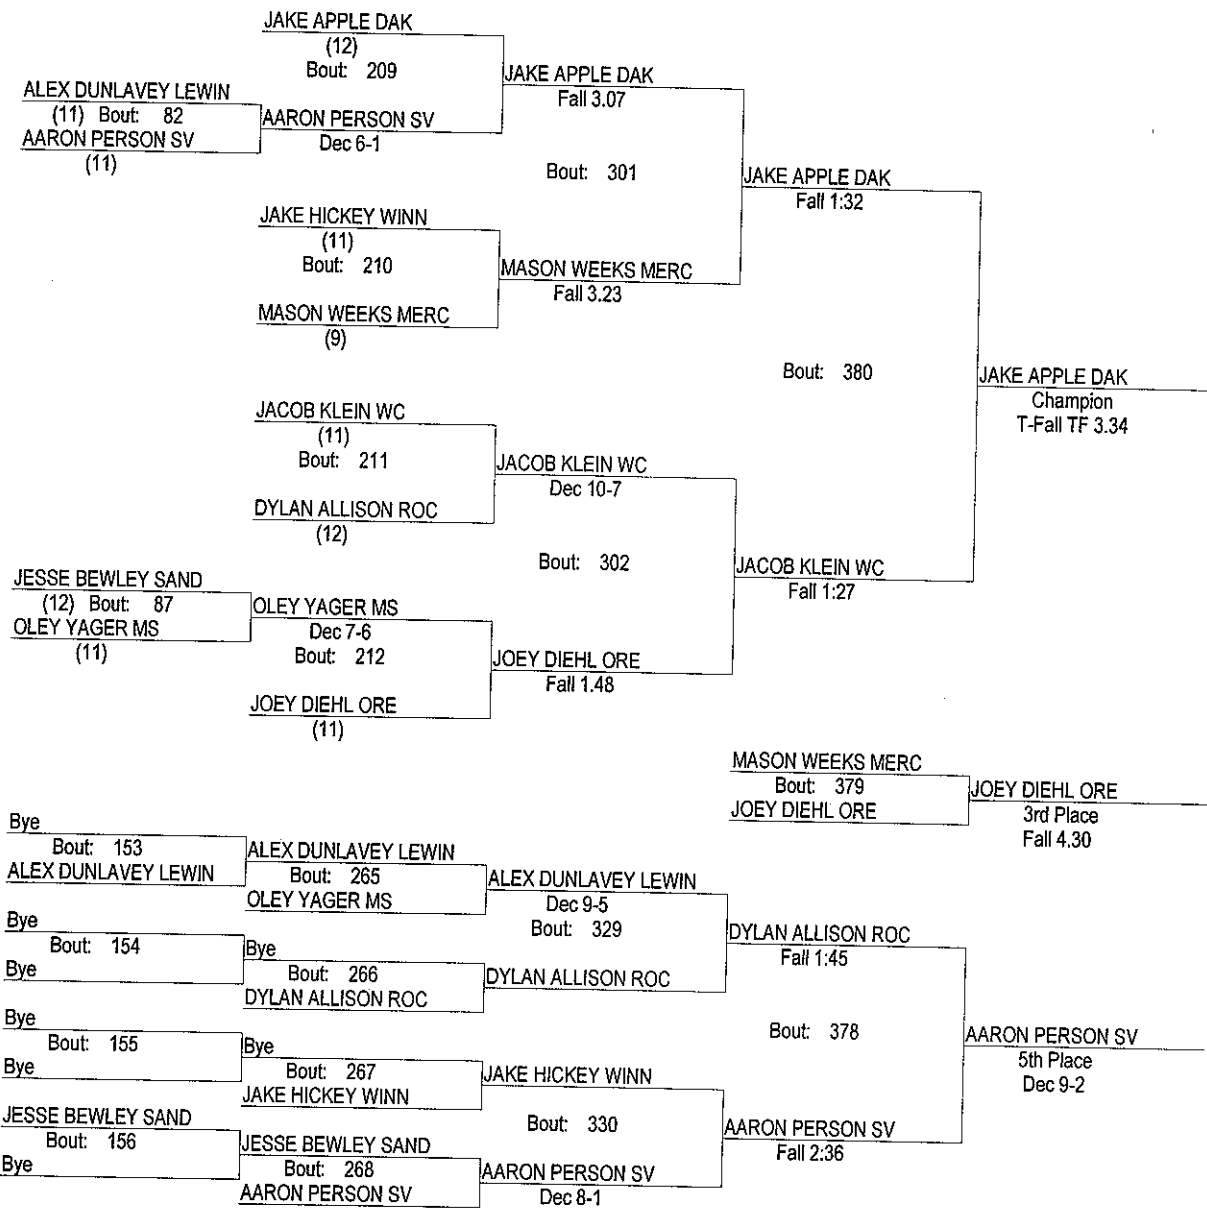 JAKE APPLE DAK
(12)
Bout: 209
JAKE APPLE DAK
Fall 3.07
ALEX DUNLAVEY LEWIN
(11) Bout: 82
AARON PERSON SV
(11)
AARON PERSON SV
Dec 6-1
Bout: 301
JAKE APPLE DAK
Fall 1:32
JAKE HICKEY WINN
(11)
Bout: 210
MASON WEEKS MERC
Fall 3.23
MASON WEEKS MERC
(9)
Bout: 380
JAKE APPLE DAK
Champion
T-Fall TF 3.34
JACOB KLEIN WC
(11)
Bout: 211
JACOB KLEIN WC
Dec 10-7
DYLAN ALLISON ROC
(12)
Bout: 302
JACOB KLEIN WC
Fall 1:27
JESSE BEWLEY SAND
(12) Bout: 87
OLEY YAGER MS
(11)
OLEY YAGER MS
Dec 7-6
Bout: 212
JOEY DIEHL ORE
Fall 1.48
JOEY DIEHL ORE
(11)
MASON WEEKS MERC
Bout: 379
JOEY DIEHL ORE
JOEY DIEHL ORE
3rd Place
Fall 4.30
Bye
Bout: 153
ALEX DUNLAVEY LEWIN
ALEX DUNLAVEY LEWIN
Bout: 265
OLEY YAGER MS
ALEX DUNLAVEY LEWIN
Dec 9-5
Bout: 329
Bye
Bout: 154
Bye
Bye
Bout: 266
DYLAN ALLISON ROC
DYLAN ALLISON ROC
DYLAN ALLISON ROC
Fall 1:45
Bye
Bout: 155
Bye
Bye
Bout: 267
JAKE HICKEY WINN
JAKE HICKEY WINN
Bout: 378
AARON PERSON SV
5th Place
Dec 9-2
Bout: 330
AARON PERSON SV
Fall 2:36
JESSE BEWLEY SAND
Bout: 156
Bye
JESSE BEWLEY SAND
Bout: 268
AARON PERSON SV
AARON PERSON SV
Dec 8-1